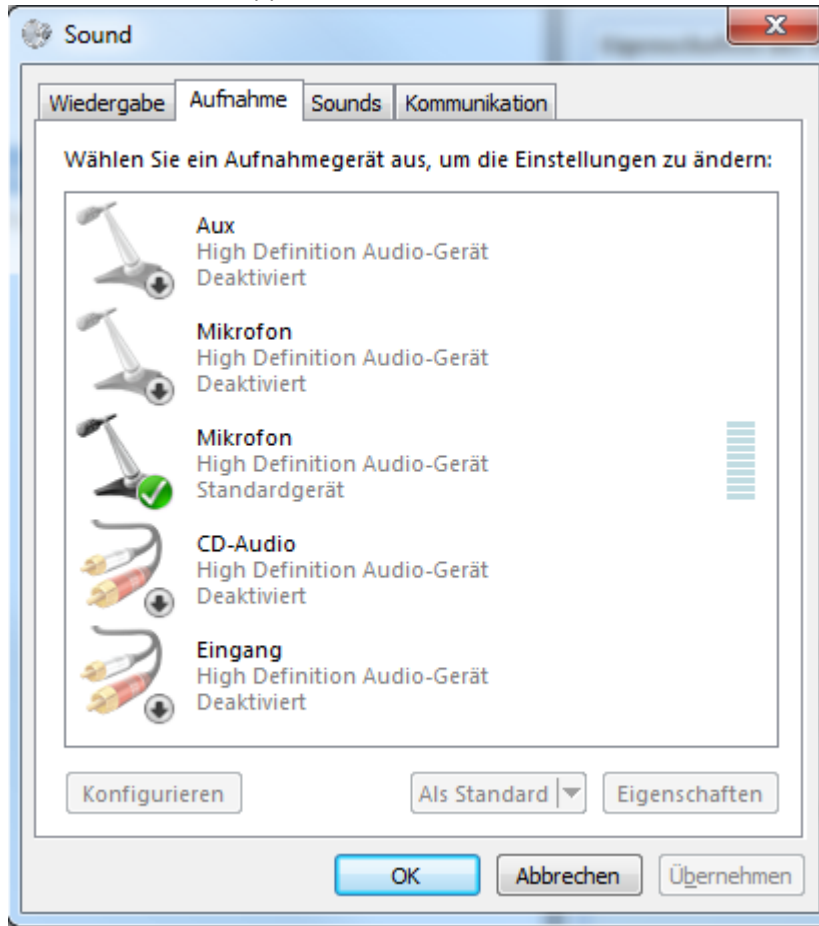 Sound
Wiedergabe Aufnahme Sounds Kommunikation
Wählen Sie ein Aufnahmegerät aus, um die Einstellungen zu ändern:
Aux
High Definition Audio-Gerät
Deaktiviert
Mikrofon
High Definition Audio-Gerät
Deaktiviert
Mikrofon
High Definition Audio-Gerät
Standardgerät
CD-Audio
High Definition Audio-Gerät
Deaktiviert
Eingang
High Definition Audio-Gerät
Deaktiviert
Konfigurieren Als Standard Eigenschaften
OK Abbrechen Übernehmen